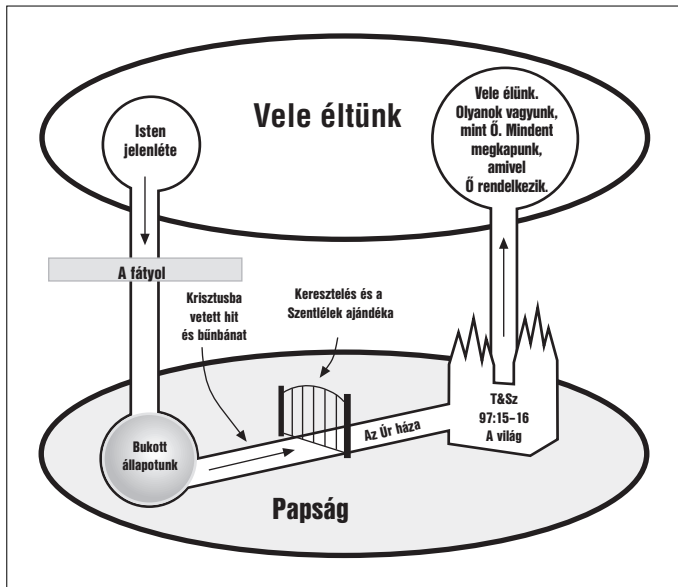 Vele éltünk
Isten
jelenléte
Vele élünk.
Olyanok vagyunk,
mint Ő. Mindent
megkapunk,
amivel
Ő rendelkezik.
A fátyol
Krisztusba
vetett hit
és bűnbánat
Keresztelés és a
Szentlélek ajándéka
Bukott
állapotunk
Az Úr háza
T&Sz
97:15–16
A világ
Papság